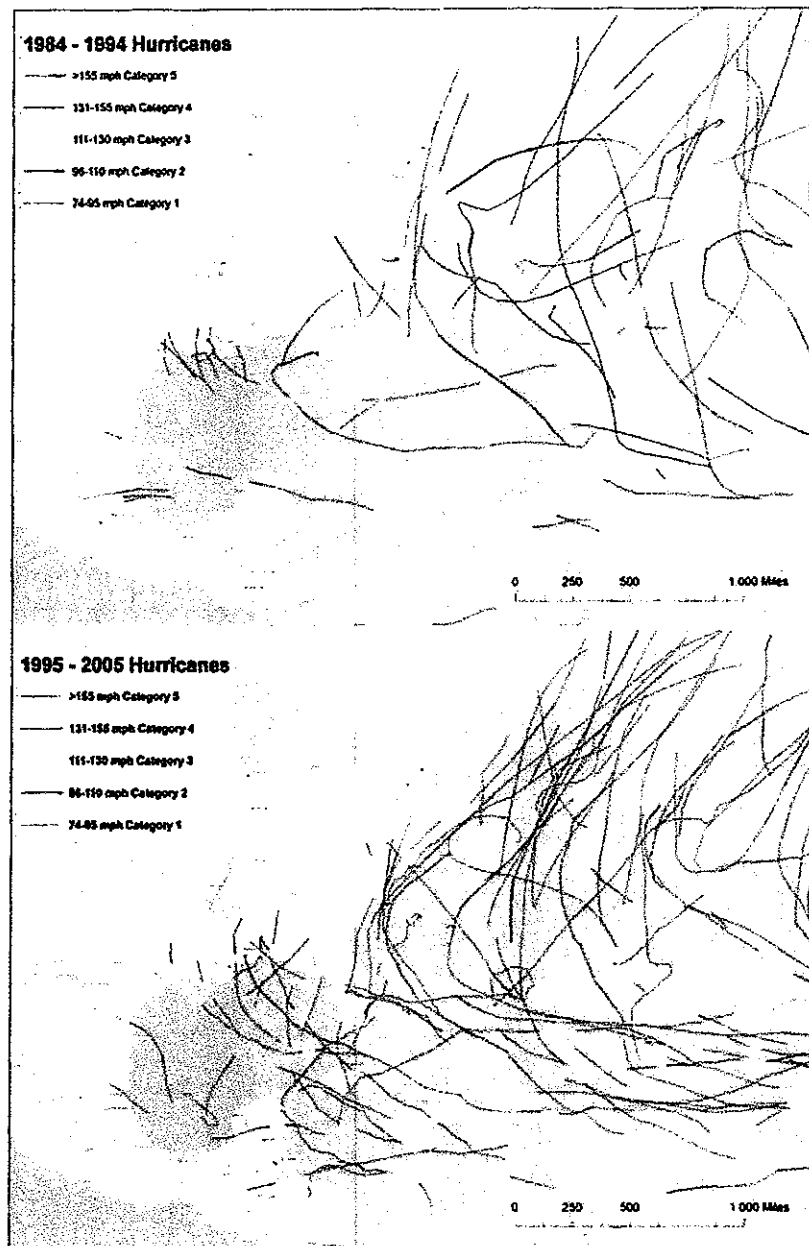 1984 - 1994 Hurricanes
>155 mph Category 5
131-155 mph Category 4
111-130 mph Category 3
96-110 mph Category 2
74-95 mph Category 1
0 250 500 1 000 Miles
1995 - 2005 Hurricanes
>155 mph Category 5
131-155 mph Category 4
111-130 mph Category 3
96-110 mph Category 2
74-95 mph Category 1
0 250 500 1 000 Miles